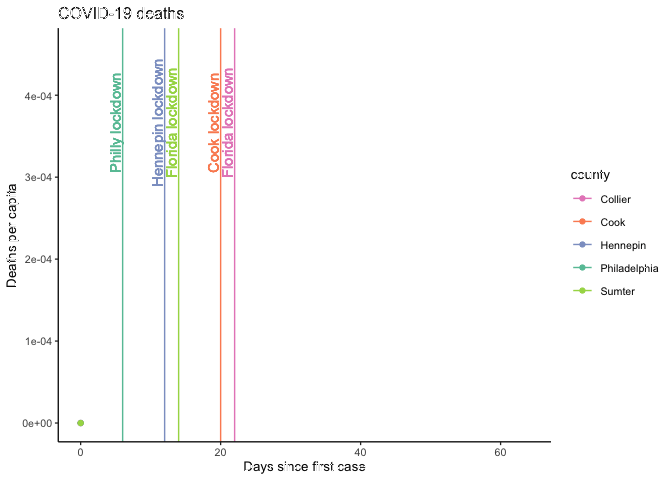 COVID-19 deaths
Philly lockdown
Hennepin lockdown
Florida lockdown
Cook lockdown
Florida lockdown
4e-04
3e-04
2e-04
1e-04
0e+00
Deaths per capita
0
20
40
60
Days since first case
county
Collier
Cook
Hennepin
Philadelphia
Sumter